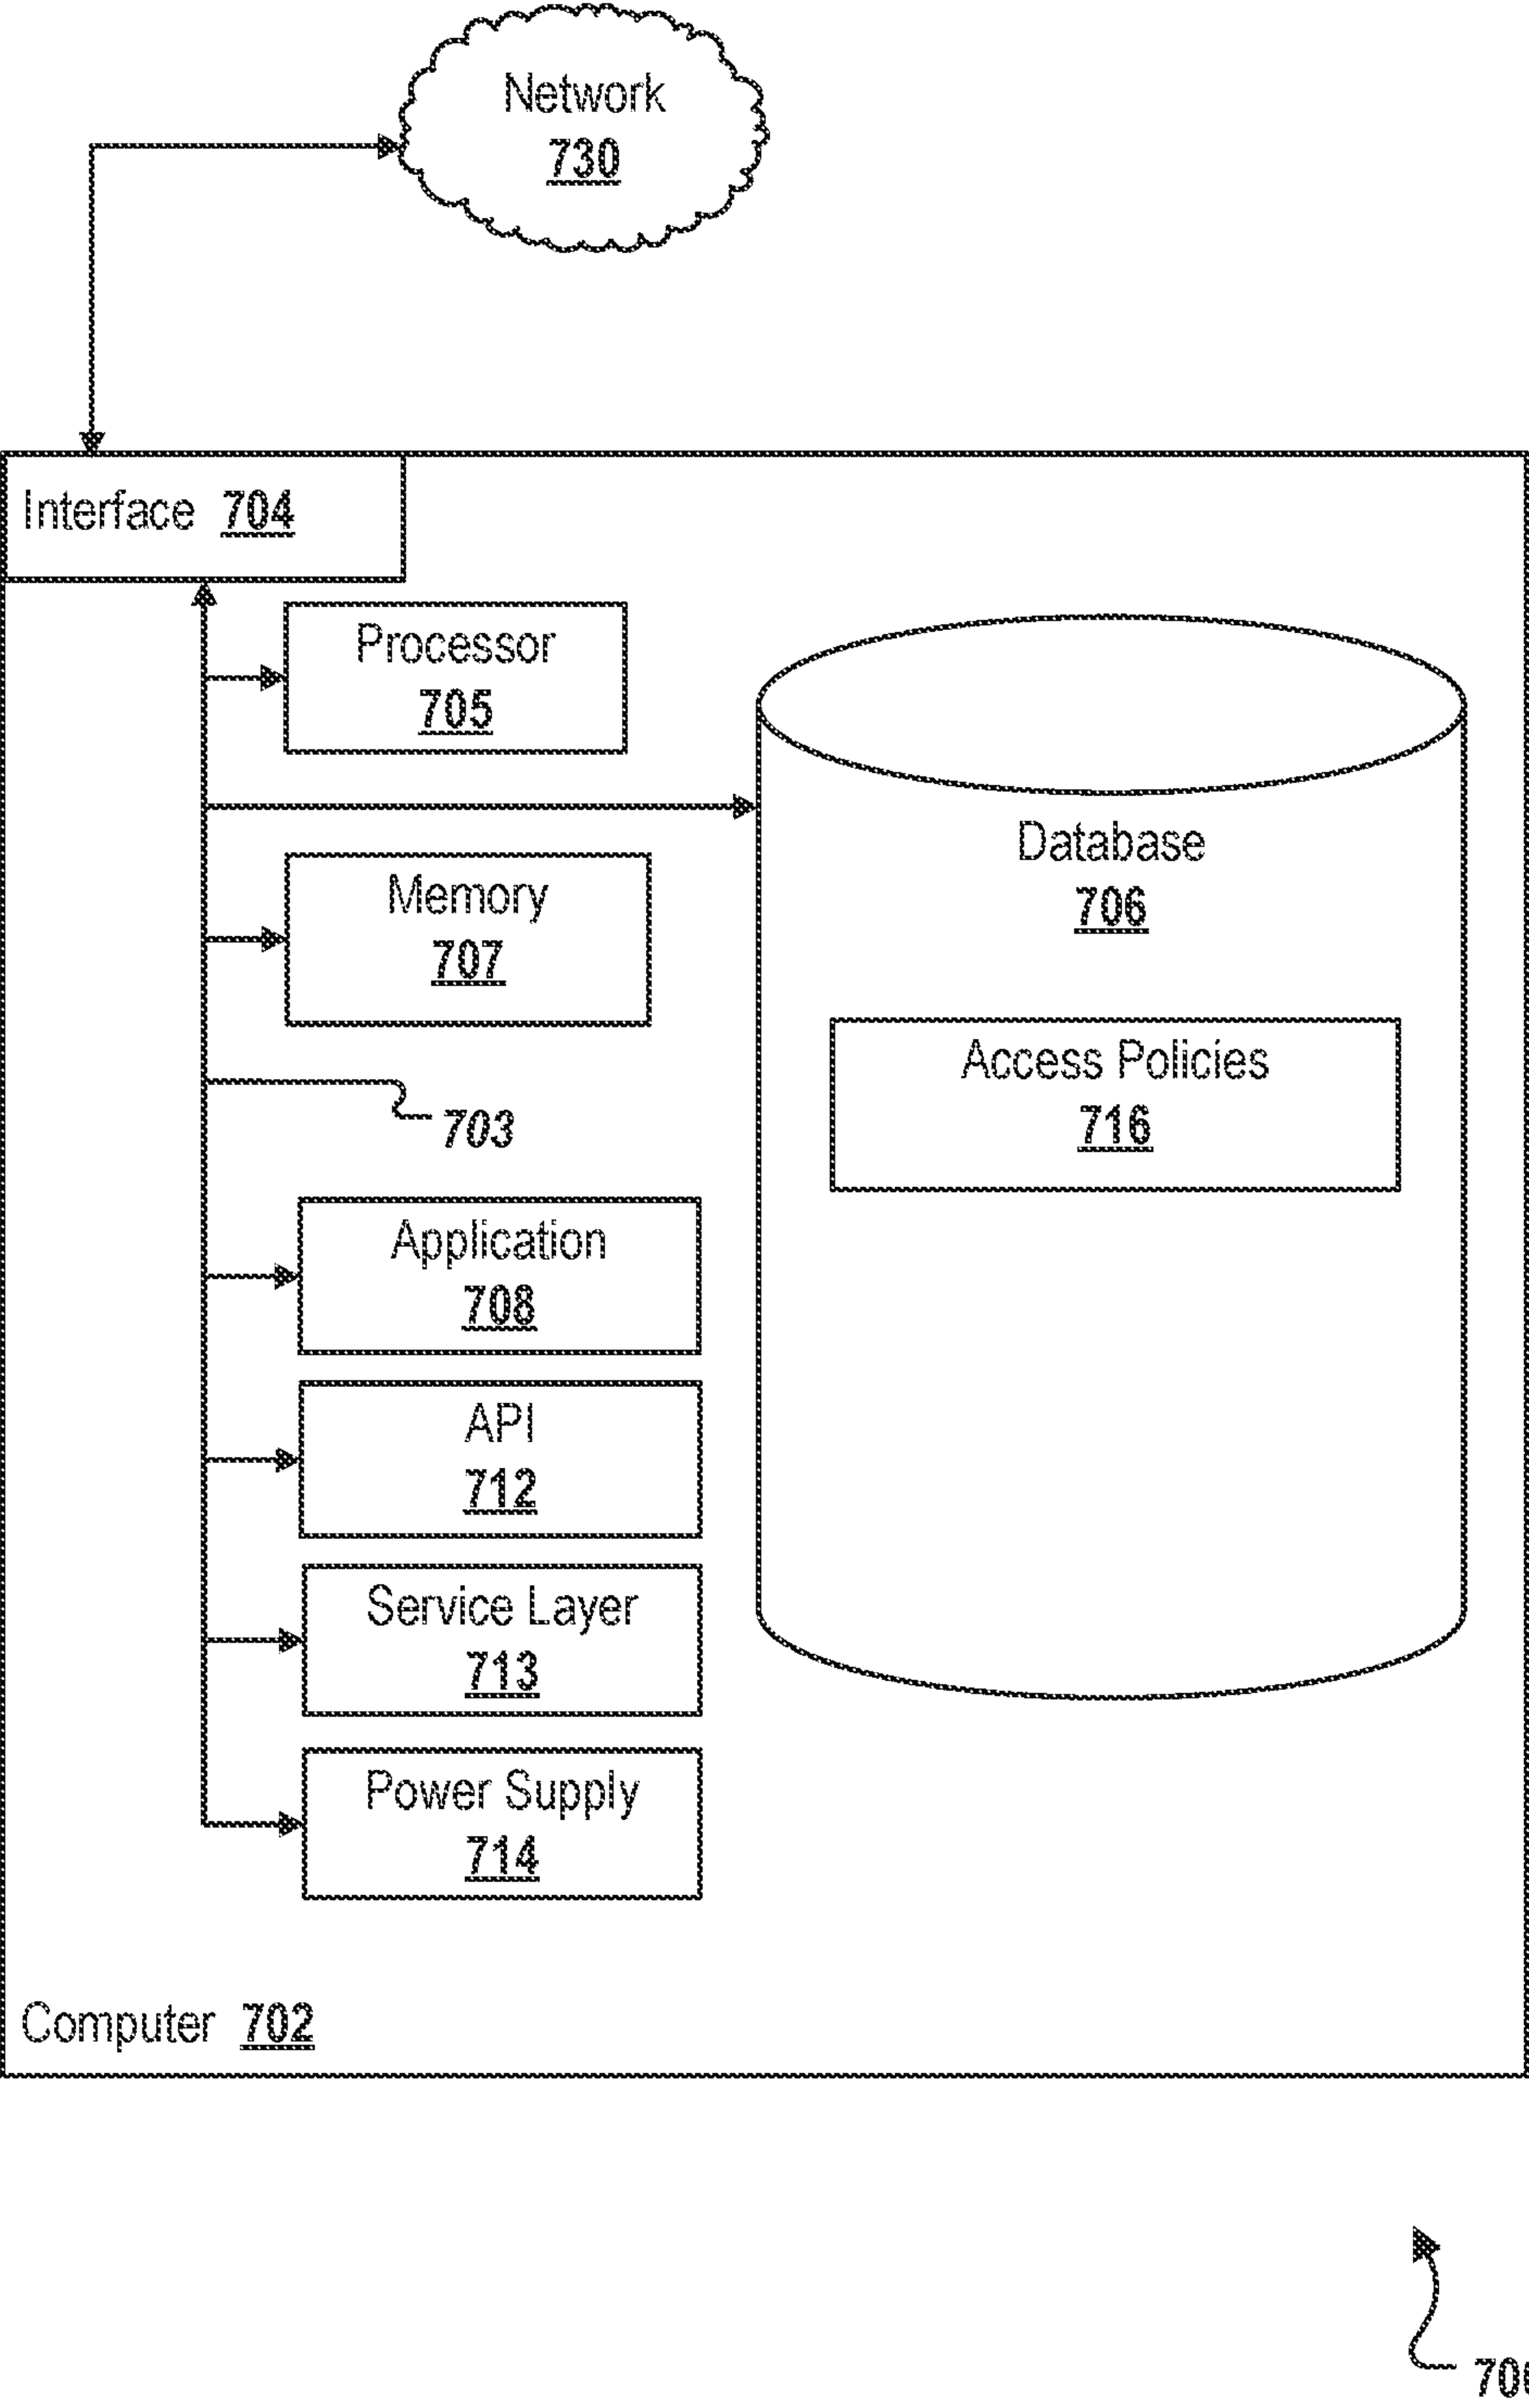 Network
730
Interface 704
Processor
705
Database
706
Memory
707
Access Policies
716
703
Application
708
API
712
Service Layer
713
Power Supply
714
Computer 702